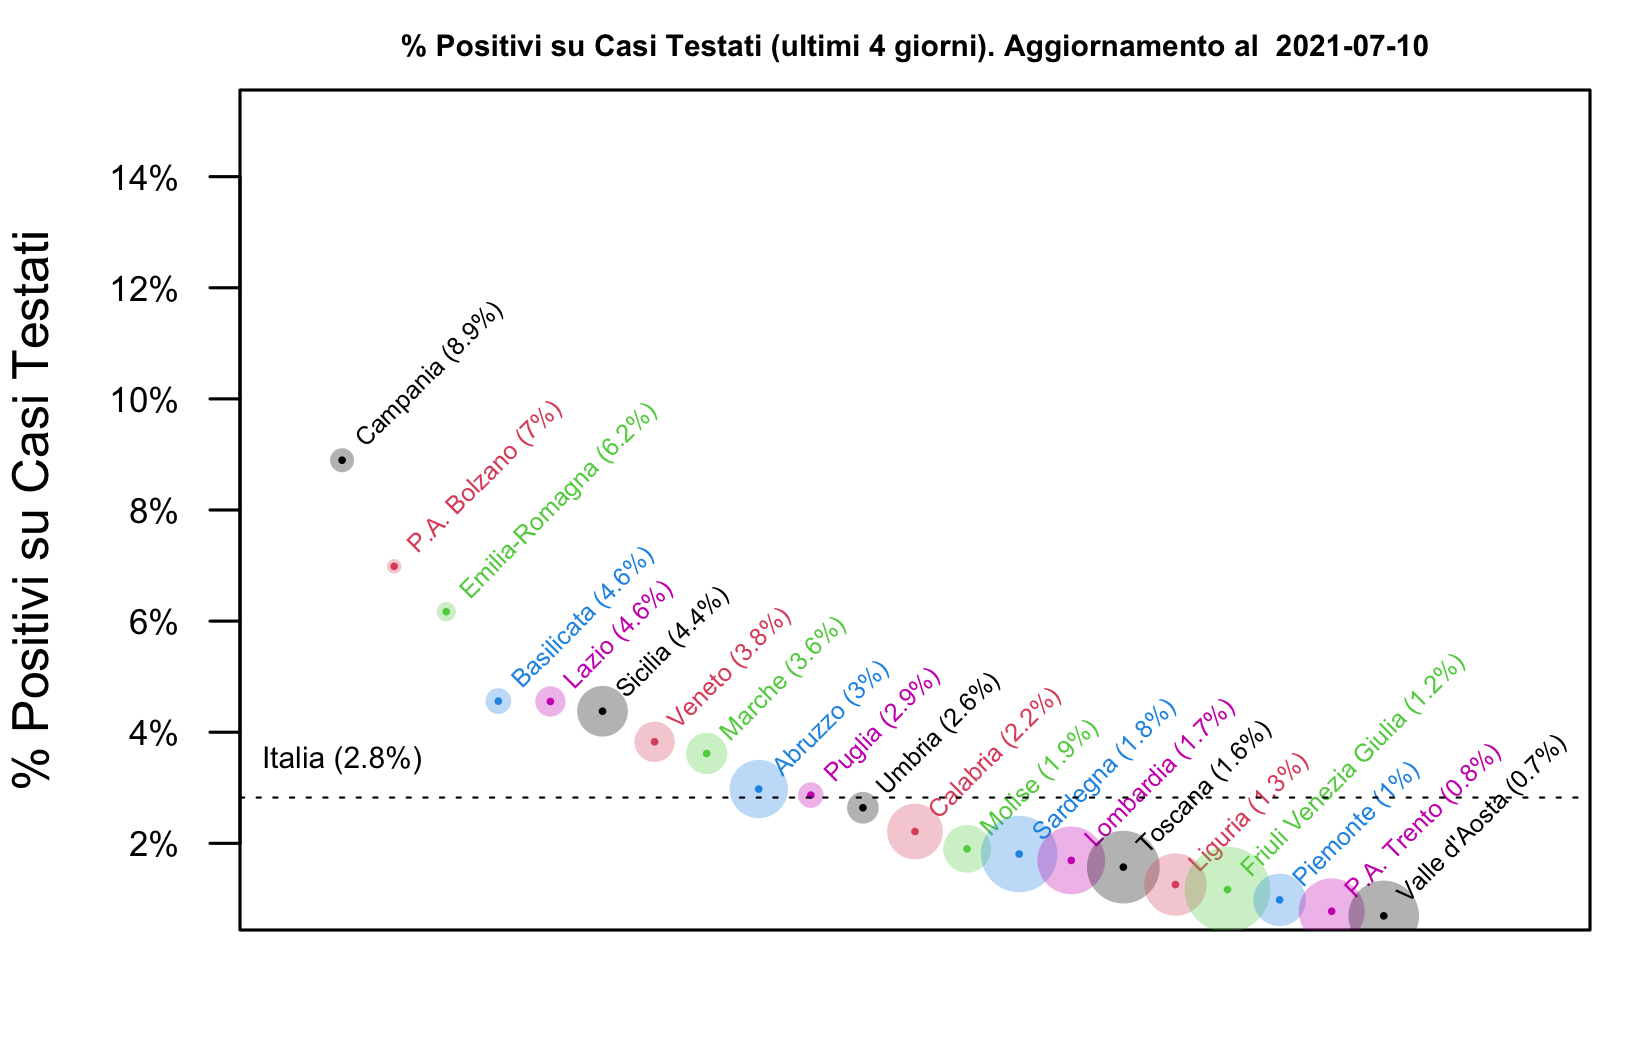 % Positivi su Casi Testati (ultimi 4 giorni). Aggiornamento al  2021-07-10
% Positivi su Casi Testati
14%
12%
10%
8%
6%
4%
2%
Italia (2.8%)
Campania (8.9%)
P.A. Bolzano (7%)
Emilia-Romagna (6.2%)
Basilicata (4.6%)
Lazio (4.6%)
Sicilia (4.4%)
Veneto (3.8%)
Marche (3.6%)
Abruzzo (3%)
Puglia (2.9%)
Umbria (2.6%)
Calabria (2.2%)
Molise (1.9%)
Sardegna (1.8%)
Lombardia (1.7%)
Toscana (1.6%)
Liguria (1.3%)
Friuli Venezia Giulia (1.2%)
Piemonte (1%)
P.A. Trento (0.8%)
Valle d'Aosta (0.7%)